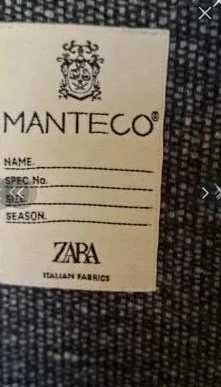 MANTECO®
NAME.
SPEC. No.
SIZE.
SEASON.
ZARA
ITALIAN FABRICS